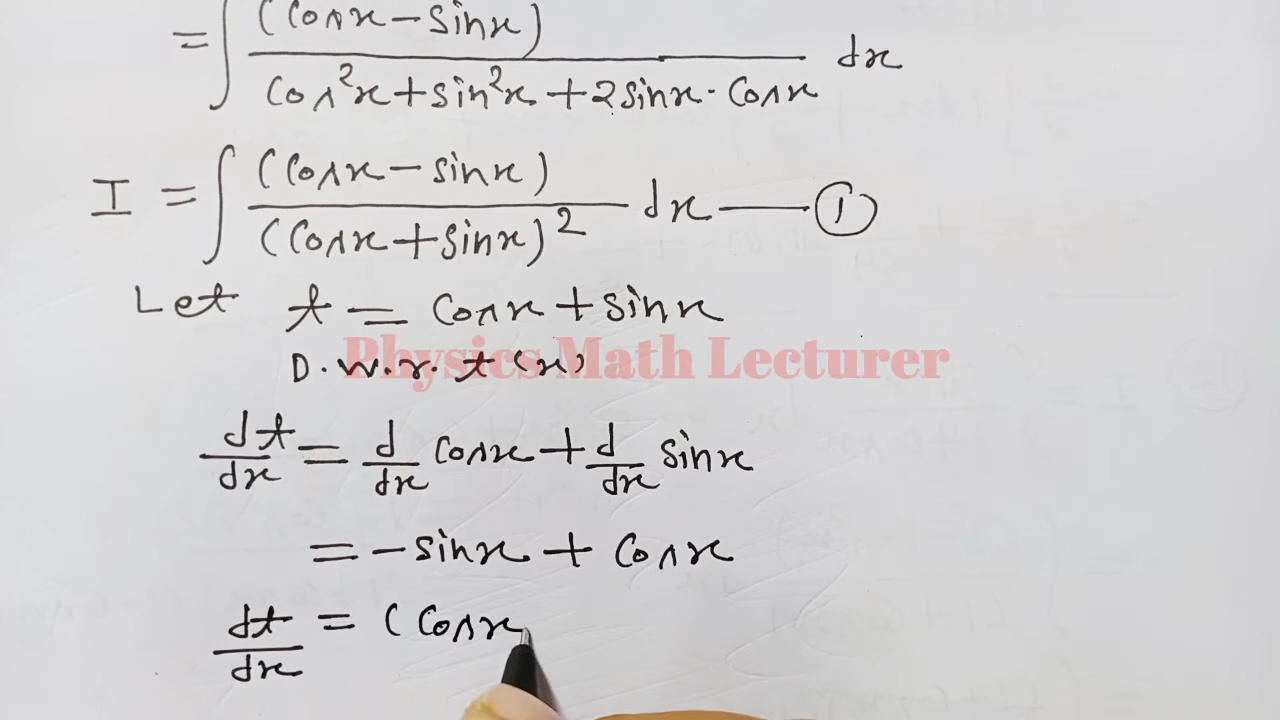 = ∫ (cosx - sinx) / cos²x + sin²x + 2sinx · cosx dx
I = ∫ (cosx - sinx) / (cosx + sinx)² dx — ①
Let t = cosx + sinx
Physics Math Lecturer
D.w.r.t (x)
dt/dx = d/dx cosx + d/dx sinx
= - sinx + cosx
dt/dx = (cosx